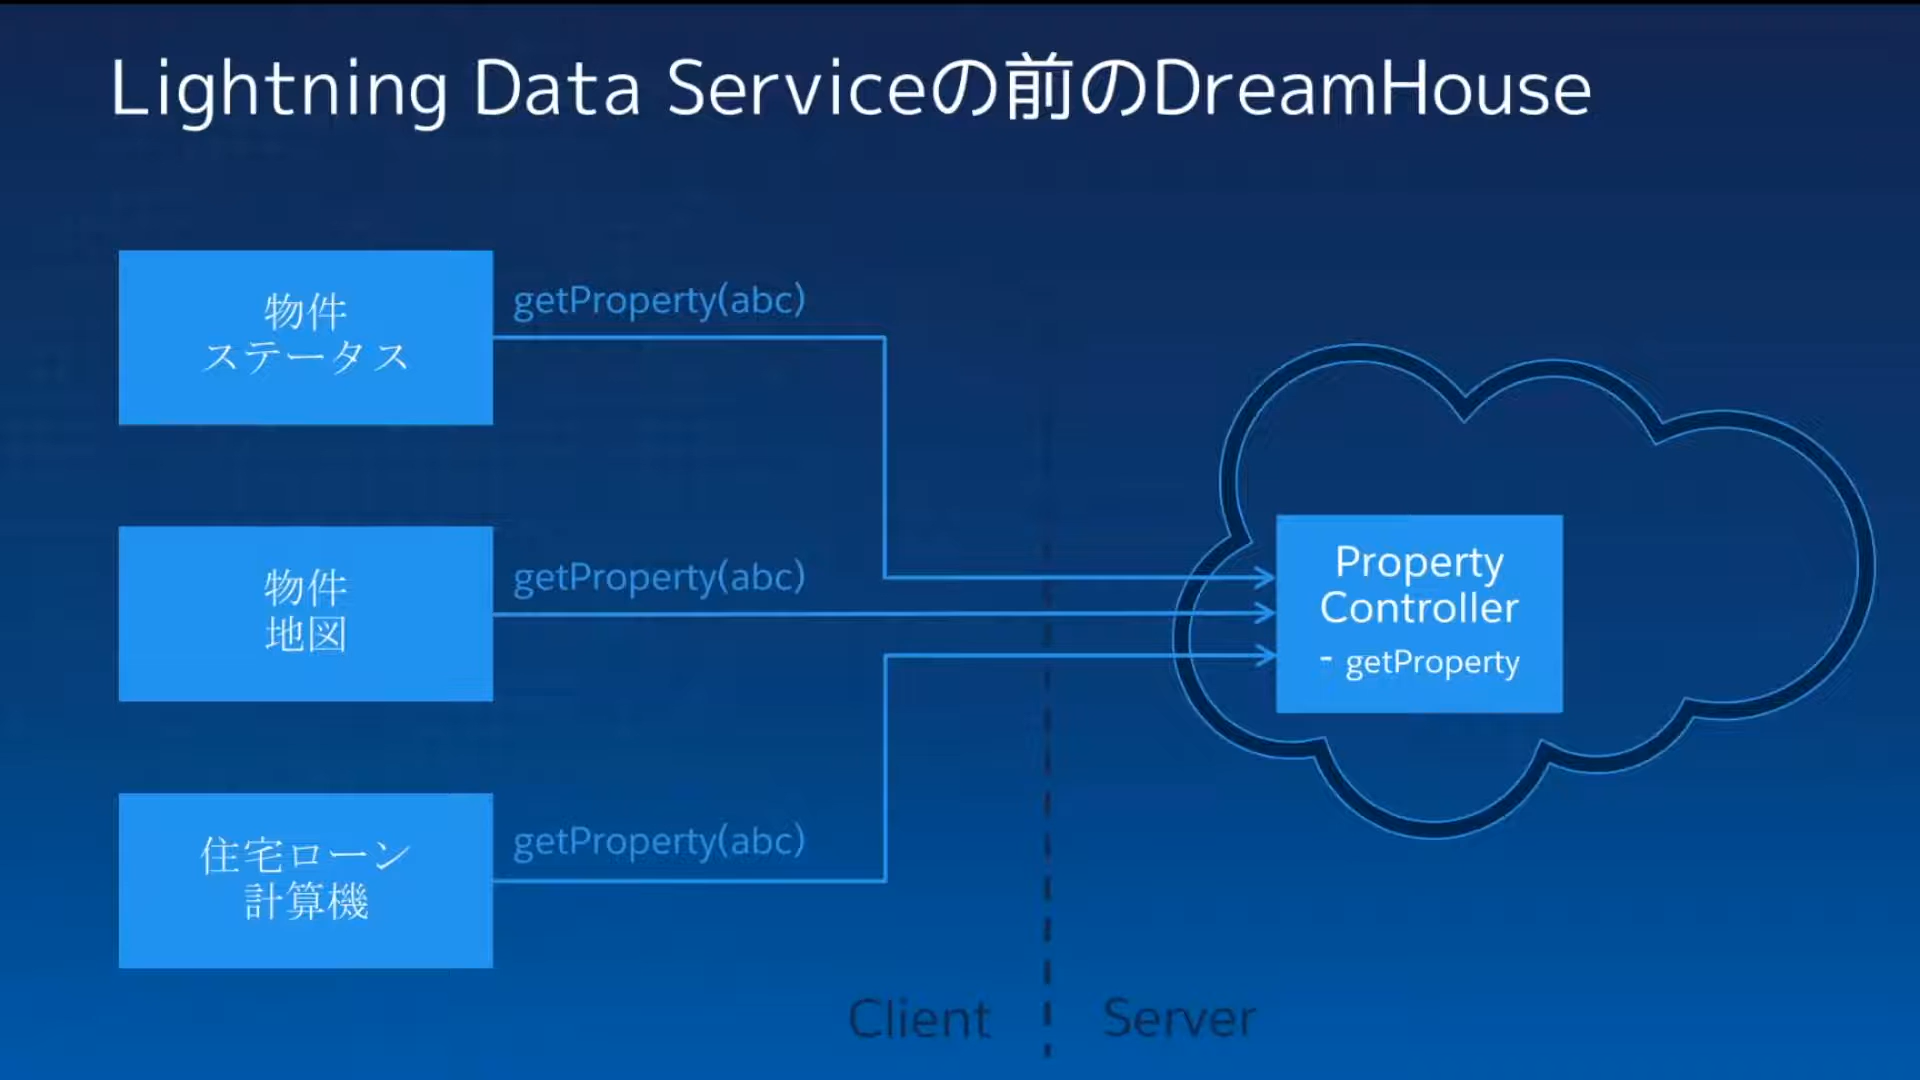 Lightning Data Serviceの前のDreamHouse
物件
ステータス
getProperty(abc)
物件
地図
getProperty(abc)
住宅ローン
計算機
getProperty(abc)
Property
Controller
- getProperty
Client
Server